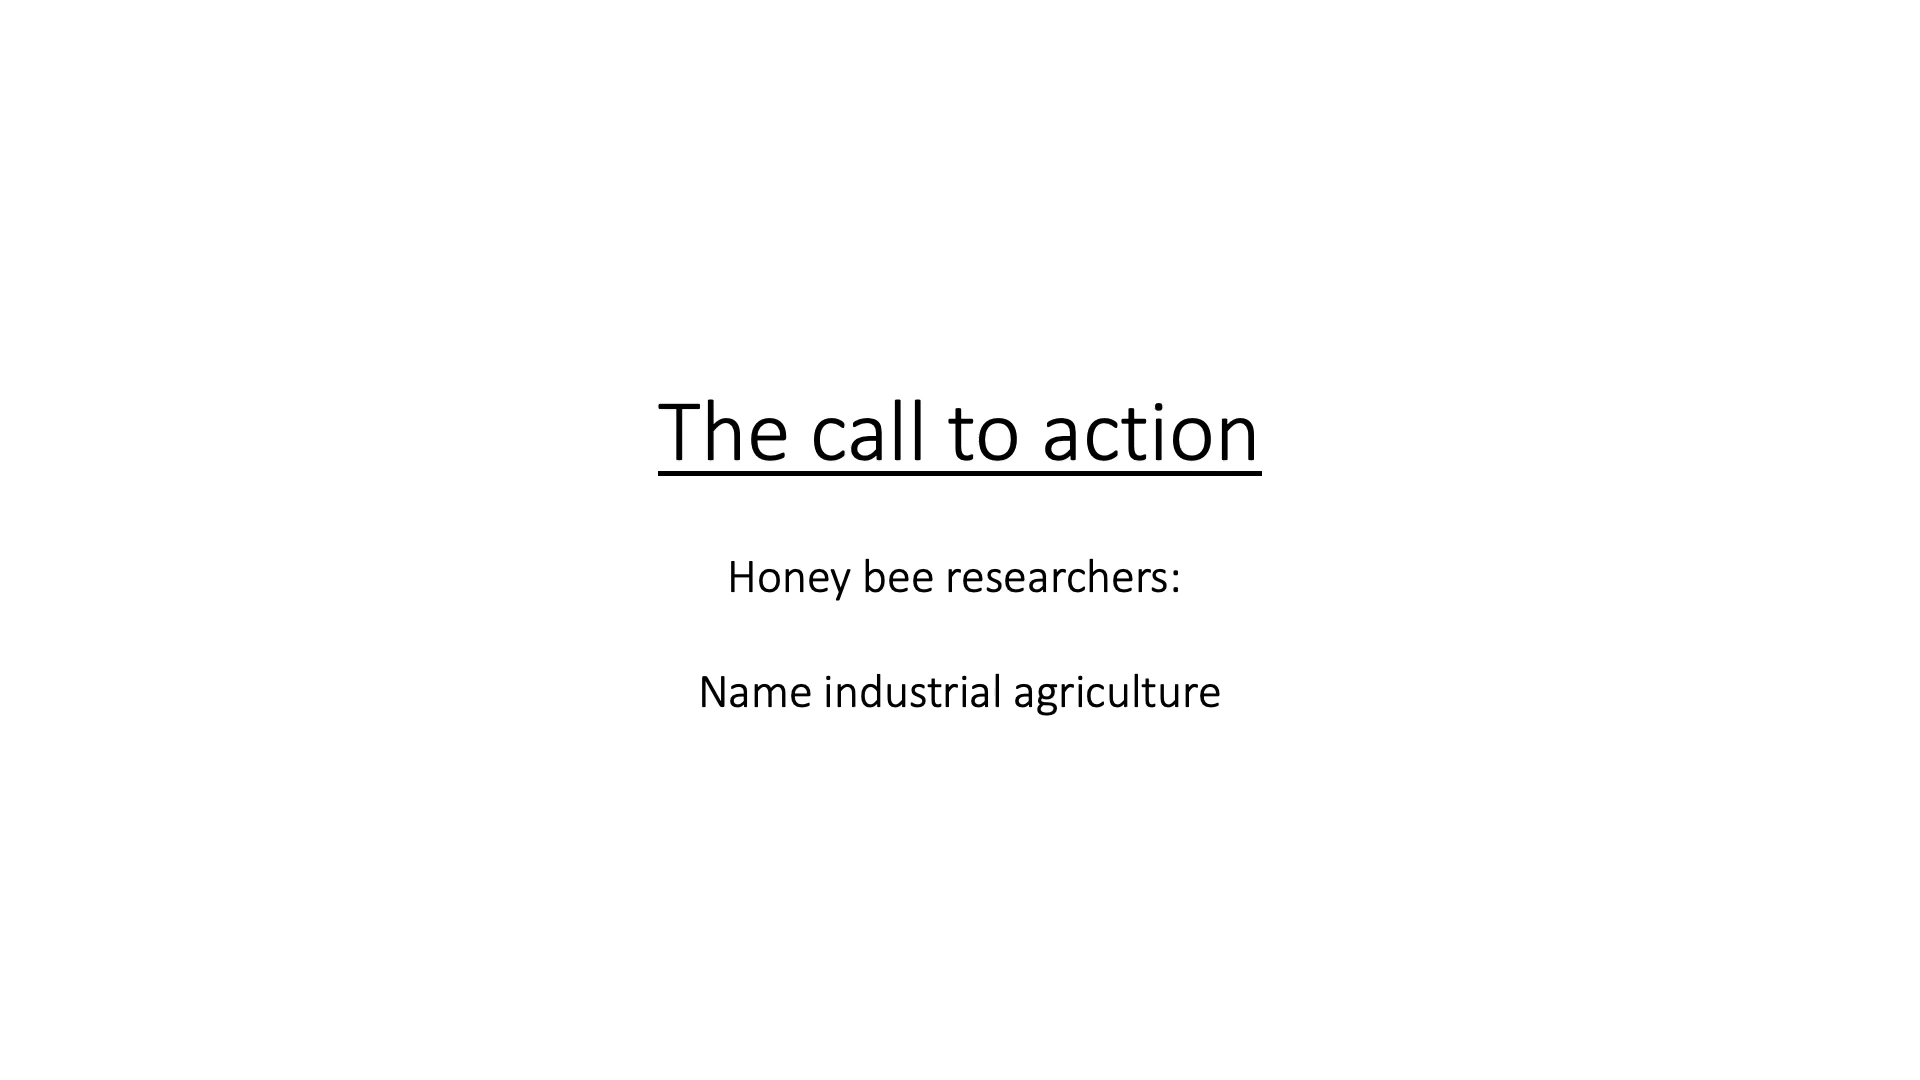 The call to action
Honey bee researchers:
Name industrial agriculture